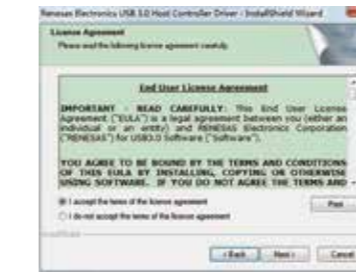 Renesas Electronics USB 3.0 Host Controller Driver - InstallShield Wizard
License Agreement
Please read the following license agreement carefully.
End User License Agreement
IMPORTANT - READ CAREFULLY: This End User License
Agreement ("EULA") is a legal agreement between you (either an
individual or an entity) and RENESAS Electronics Corporation
("RENESAS") for USB3.0 Software ("Software").
YOU AGREE TO BE BOUND BY THE TERMS AND CONDITIONS
OF THIS EULA BY INSTALLING, COPYING OR OTHERWISE
USING SOFTWARE. IF YOU DO NOT AGREE THE TERMS AND
I accept the terms of the license agreement
Print
I do not accept the terms of the license agreement
InstallShield
< Back
Next >
Cancel